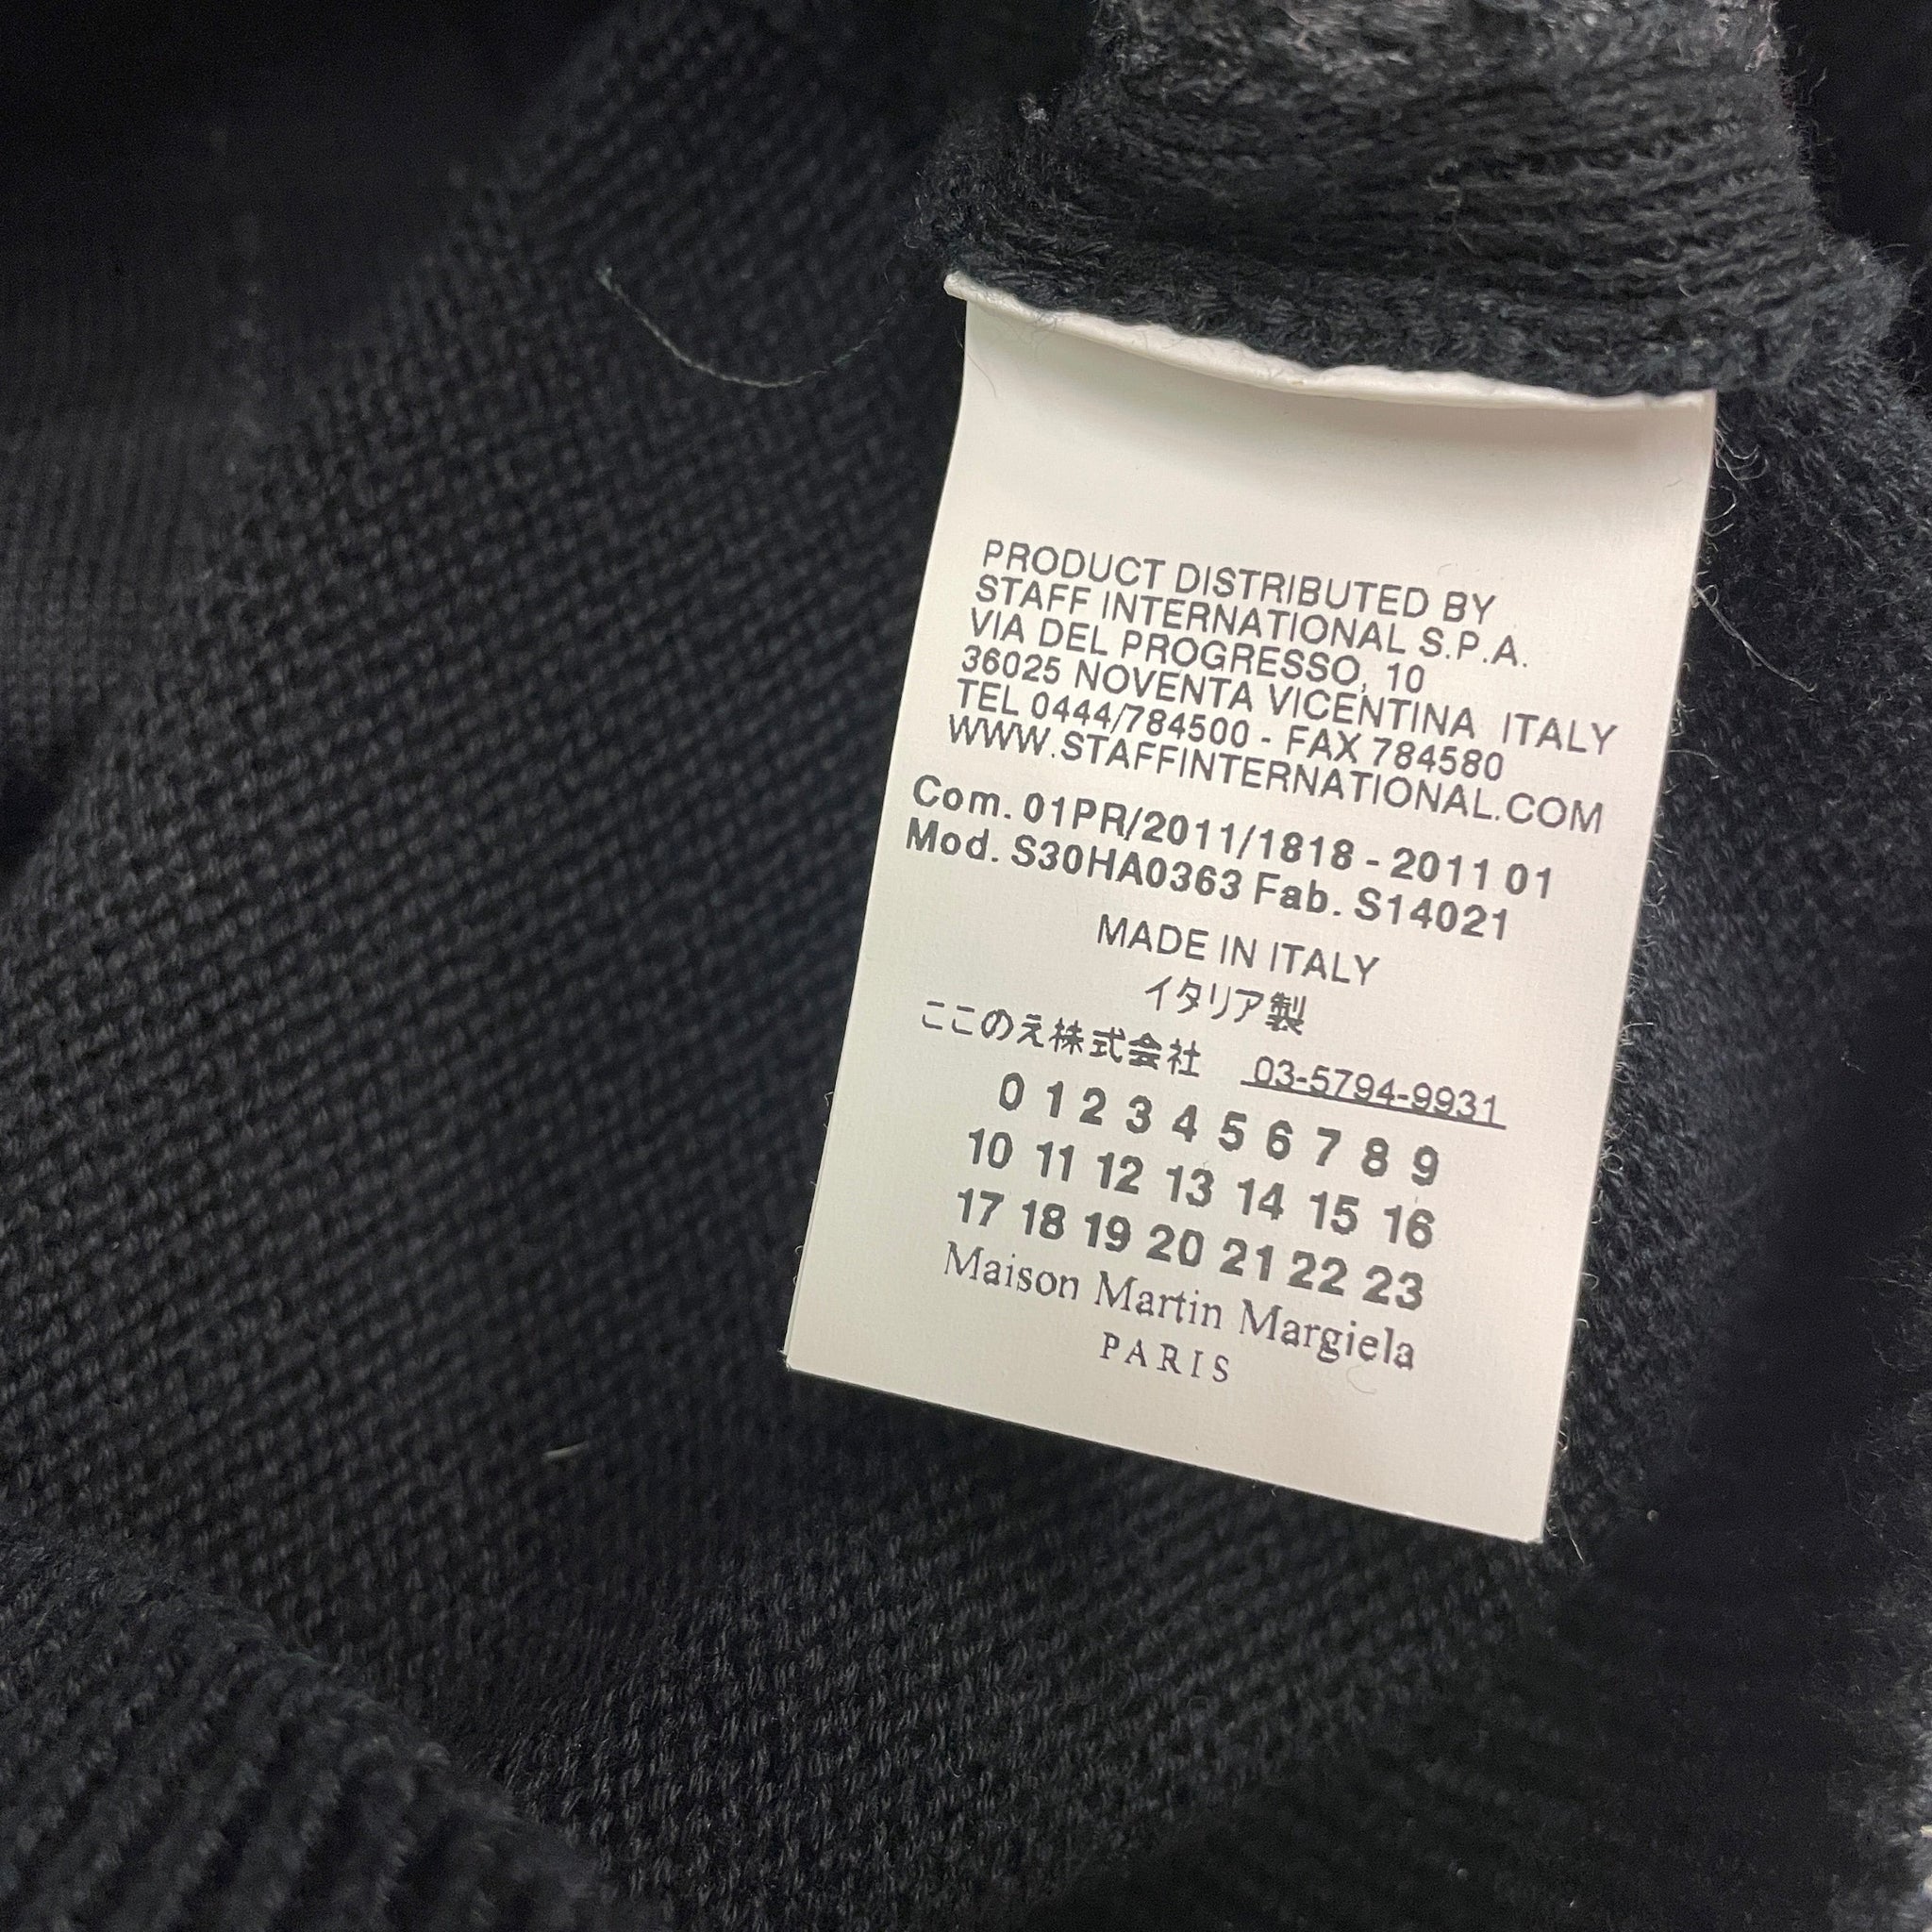 PRODUCT DISTRIBUTED BY
STAFF INTERNATIONAL S.P.A.
VIA DEL PROGRESSO, 10
36025 NOVENTA VICENTINA ITALY
TEL 0444/784500 - FAX 784580
WWW.STAFFINTERNATIONAL.COM
Com. 01PR/2011/1818 - 2011 01
Mod. S30HA0363 Fab. S14021
MADE IN ITALY
イタリア製
ここのえ株式会社 03-5794-9931
0 1 2 3 4 5 6 7 8 9
10 11 12 13 14 15 16
17 18 19 20 21 22 23
Maison Martin Margiela
PARIS